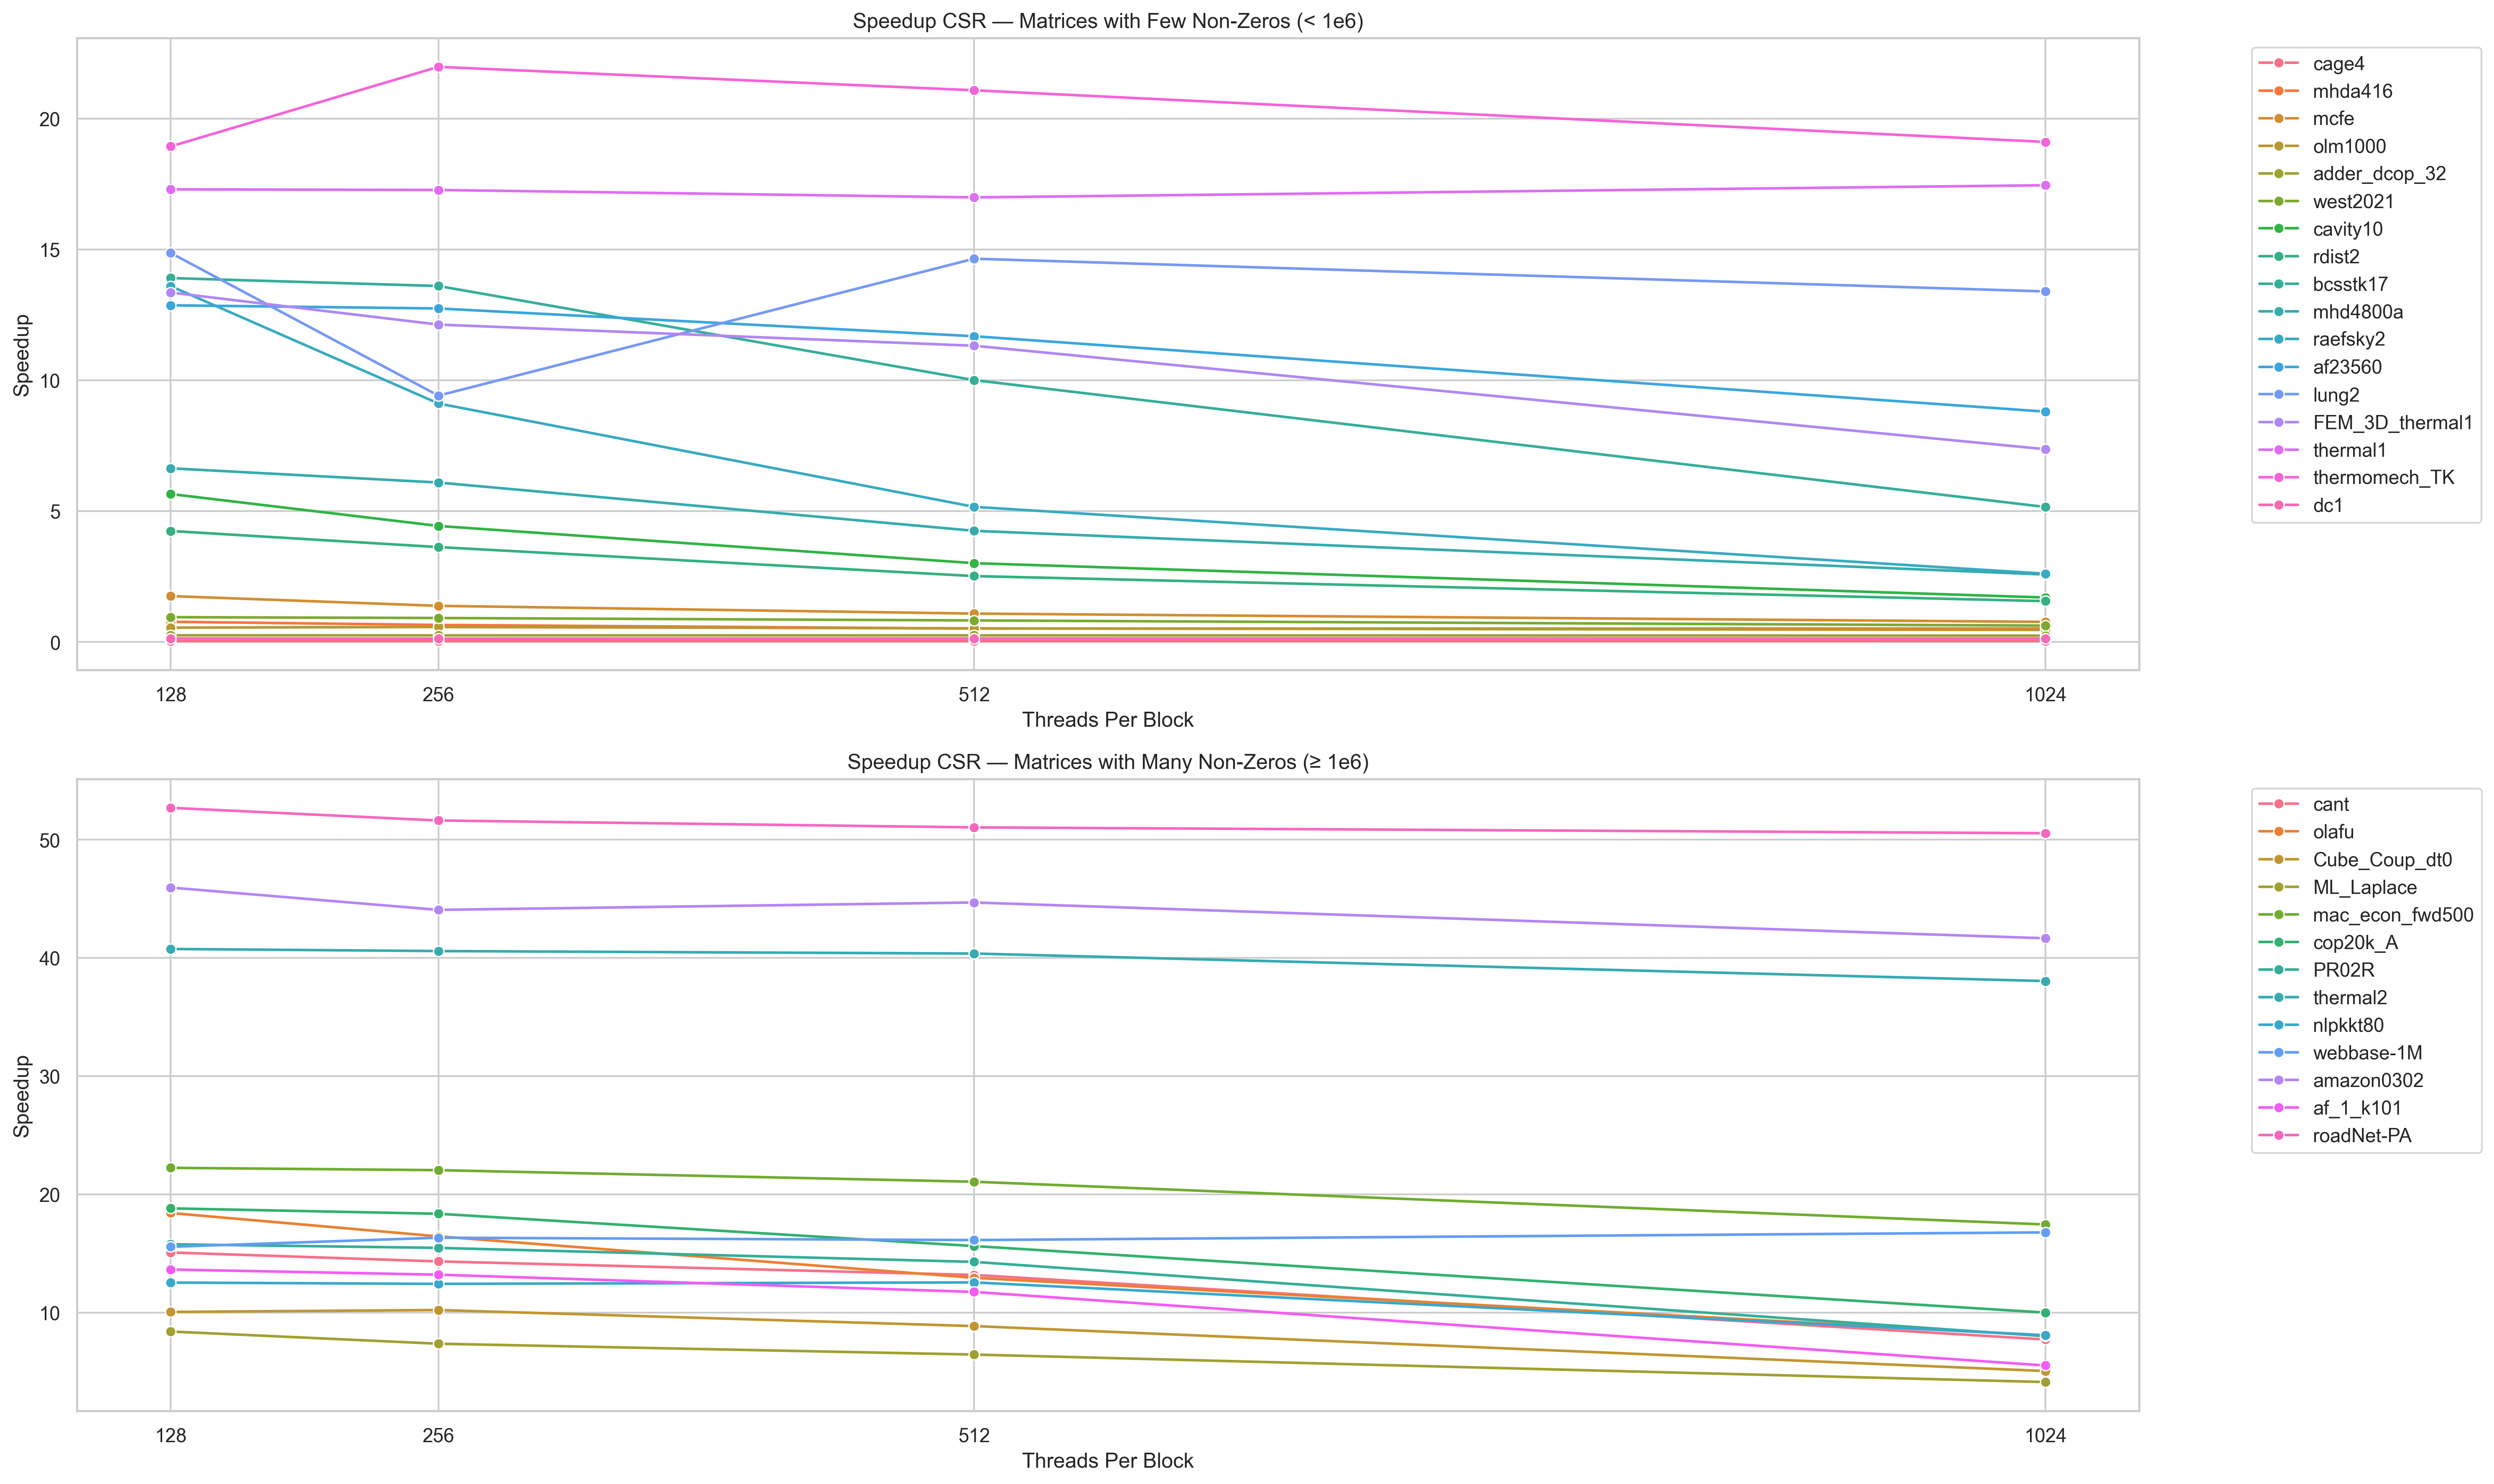 Speedup CSR — Matrices with Few Non-Zeros (< 1e6)
20
15
10
5
0
Speedup
128 256 512 1024
Threads Per Block
cage4
mhda416
mcfe
olm1000
adder_dcop_32
west2021
cavity10
rdist2
bcsstk17
mhd4800a
raefsky2
af23560
lung2
FEM_3D_thermal1
thermal1
thermomech_TK
dc1
Speedup CSR — Matrices with Many Non-Zeros (≥ 1e6)
50
40
30
20
10
Speedup
128 256 512 1024
Threads Per Block
cant
olafu
Cube_Coup_dt0
ML_Laplace
mac_econ_fwd500
cop20k_A
PR02R
thermal2
nlpkkt80
webbase-1M
amazon0302
af_1_k101
roadNet-PA